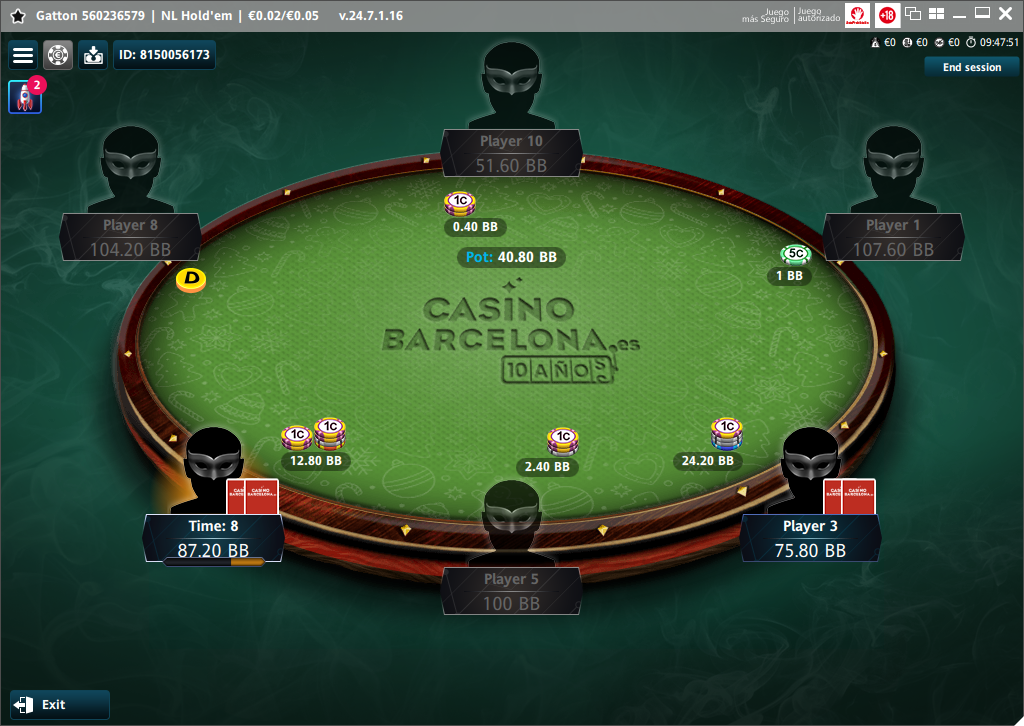 Gatton 560236579 | NL Hold'em | €0.02/€0.05 v.24.7.1.16
Juego más Seguro
Juego autorizado
+18
ID: 8150056173
€0 €0 €0 09:47:51
End session
2
Player 10
51.60 BB
Player 8
104.20 BB
Player 1
107.60 BB
1C
0.40 BB
Pot: 40.80 BB
5C
1 BB
D
CASINO
BARCELONA.es
10 AÑOS
1C 1C
12.80 BB
1C
2.40 BB
1C
24.20 BB
CASINO
BARCELONA
Time: 8
87.20 BB
CASINO
BARCELONA
Player 3
75.80 BB
Player 5
100 BB
Exit